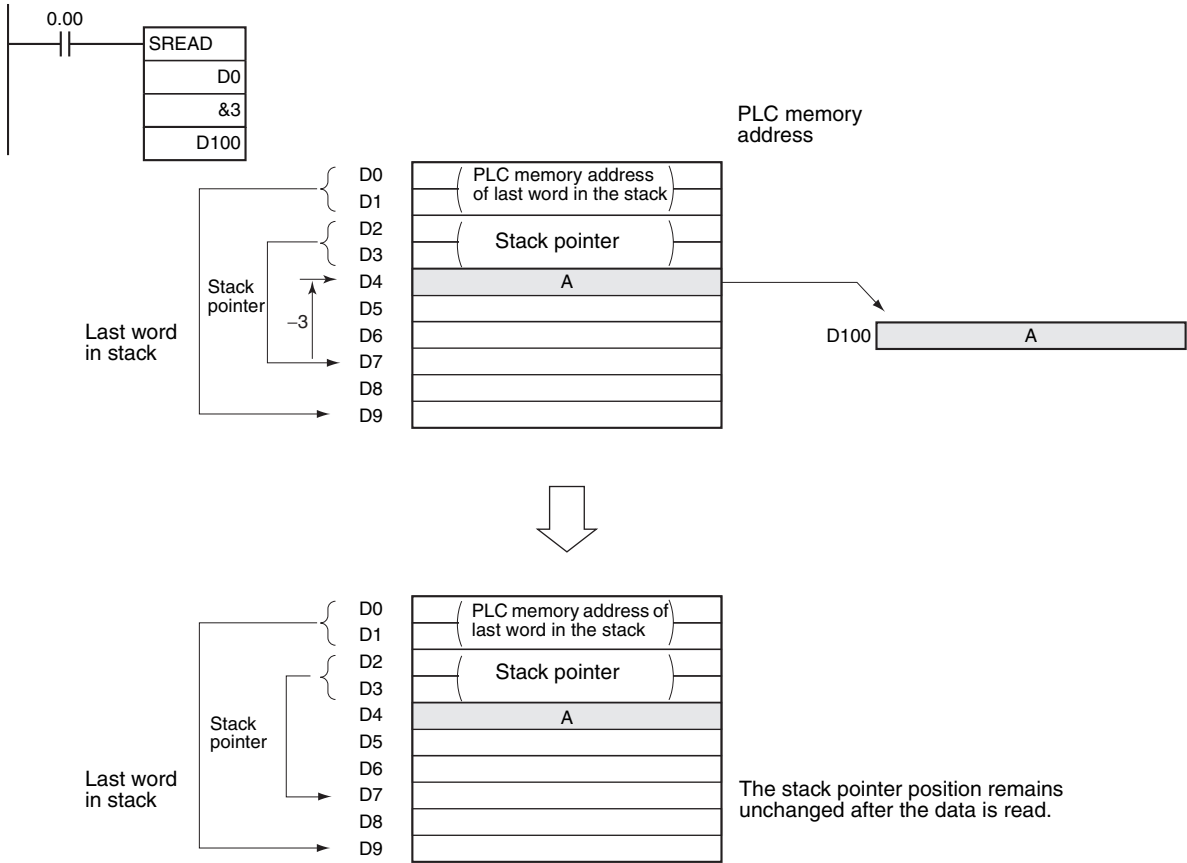 0.00
SREAD
D0
&3
D100
PLC memory
address
D0
D1
D2
D3
D4
D5
D6
D7
D8
D9
PLC memory address
of last word in the stack
Stack pointer
A
Stack
pointer
−3
Last word
in stack
D100
A
D0
D1
D2
D3
D4
D5
D6
D7
D8
D9
PLC memory address of
last word in the stack
Stack pointer
A
Stack
pointer
Last word
in stack
The stack pointer position remains
unchanged after the data is read.